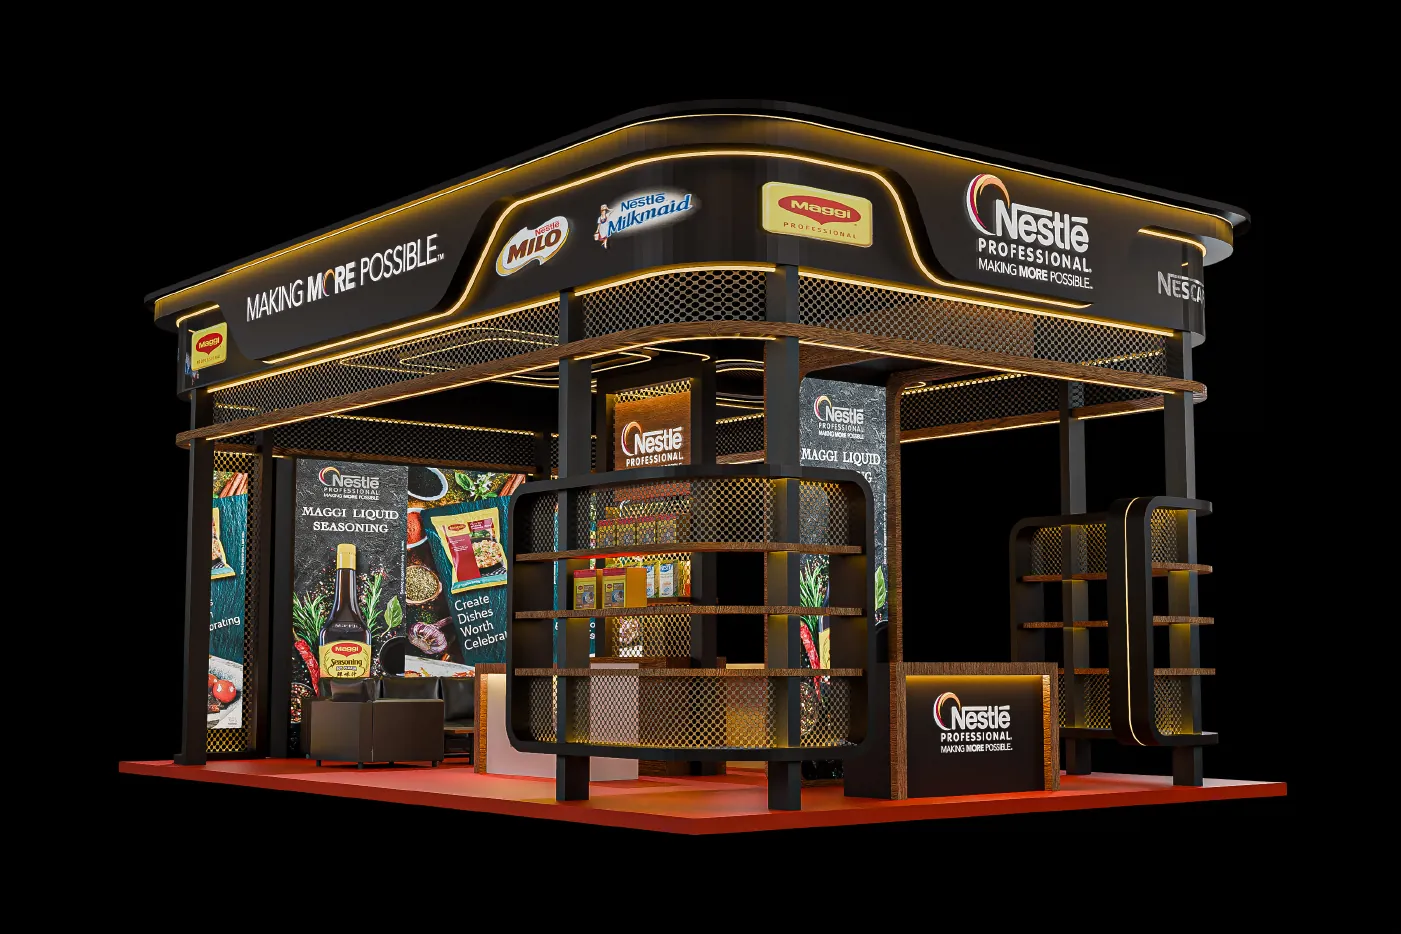 MAKING MORE POSSIBLE.™
Maggi
Nestlé
MILO
Nestlé
Milkmaid
Maggi
PROFESSIONAL
Nestlé
PROFESSIONAL.
MAKING MORE POSSIBLE.
Nestlé
PROFESSIONAL.
MAKING MORE POSSIBLE.
MAGGI LIQUID
SEASONING
Maggi
Seasoning
Create
Dishes
Worth
Nestlé
PROFESSIONAL.
Nestlé
PROFESSIONAL.
MAKING MORE POSSIBLE.
MAGGI LIQUID
Nestlé
PROFESSIONAL.
MAKING MORE POSSIBLE.